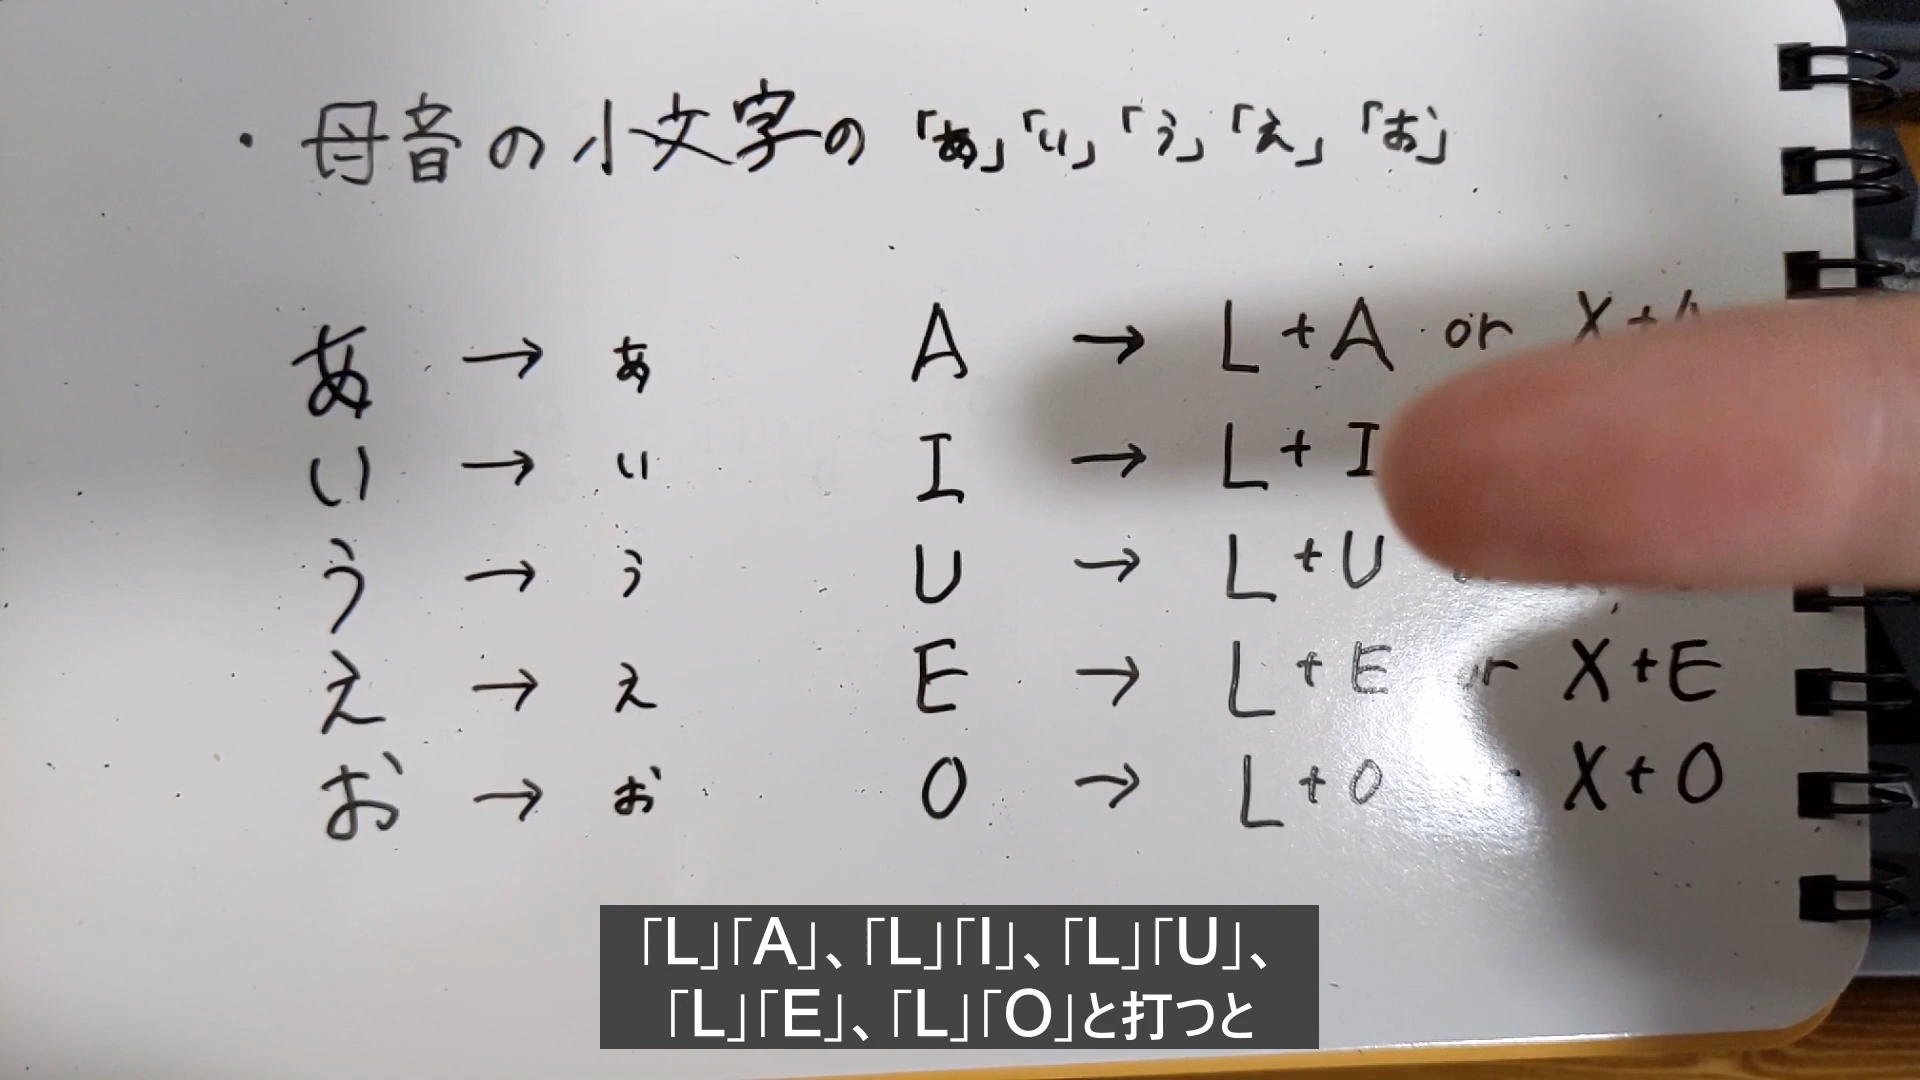 ・母音の小文字の「ぁ」「ぃ」「ぅ」「ぇ」「ぉ」
あ → ぁ A → L+A or X+A
い → ぃ I → L+I
う → ぅ U → L+U
え → ぇ E → L+E or X+E
お → ぉ O → L+O X+O
「L」「A」、「L」「I」、「L」「U」、
「L」「E」、「L」「O」と打つと